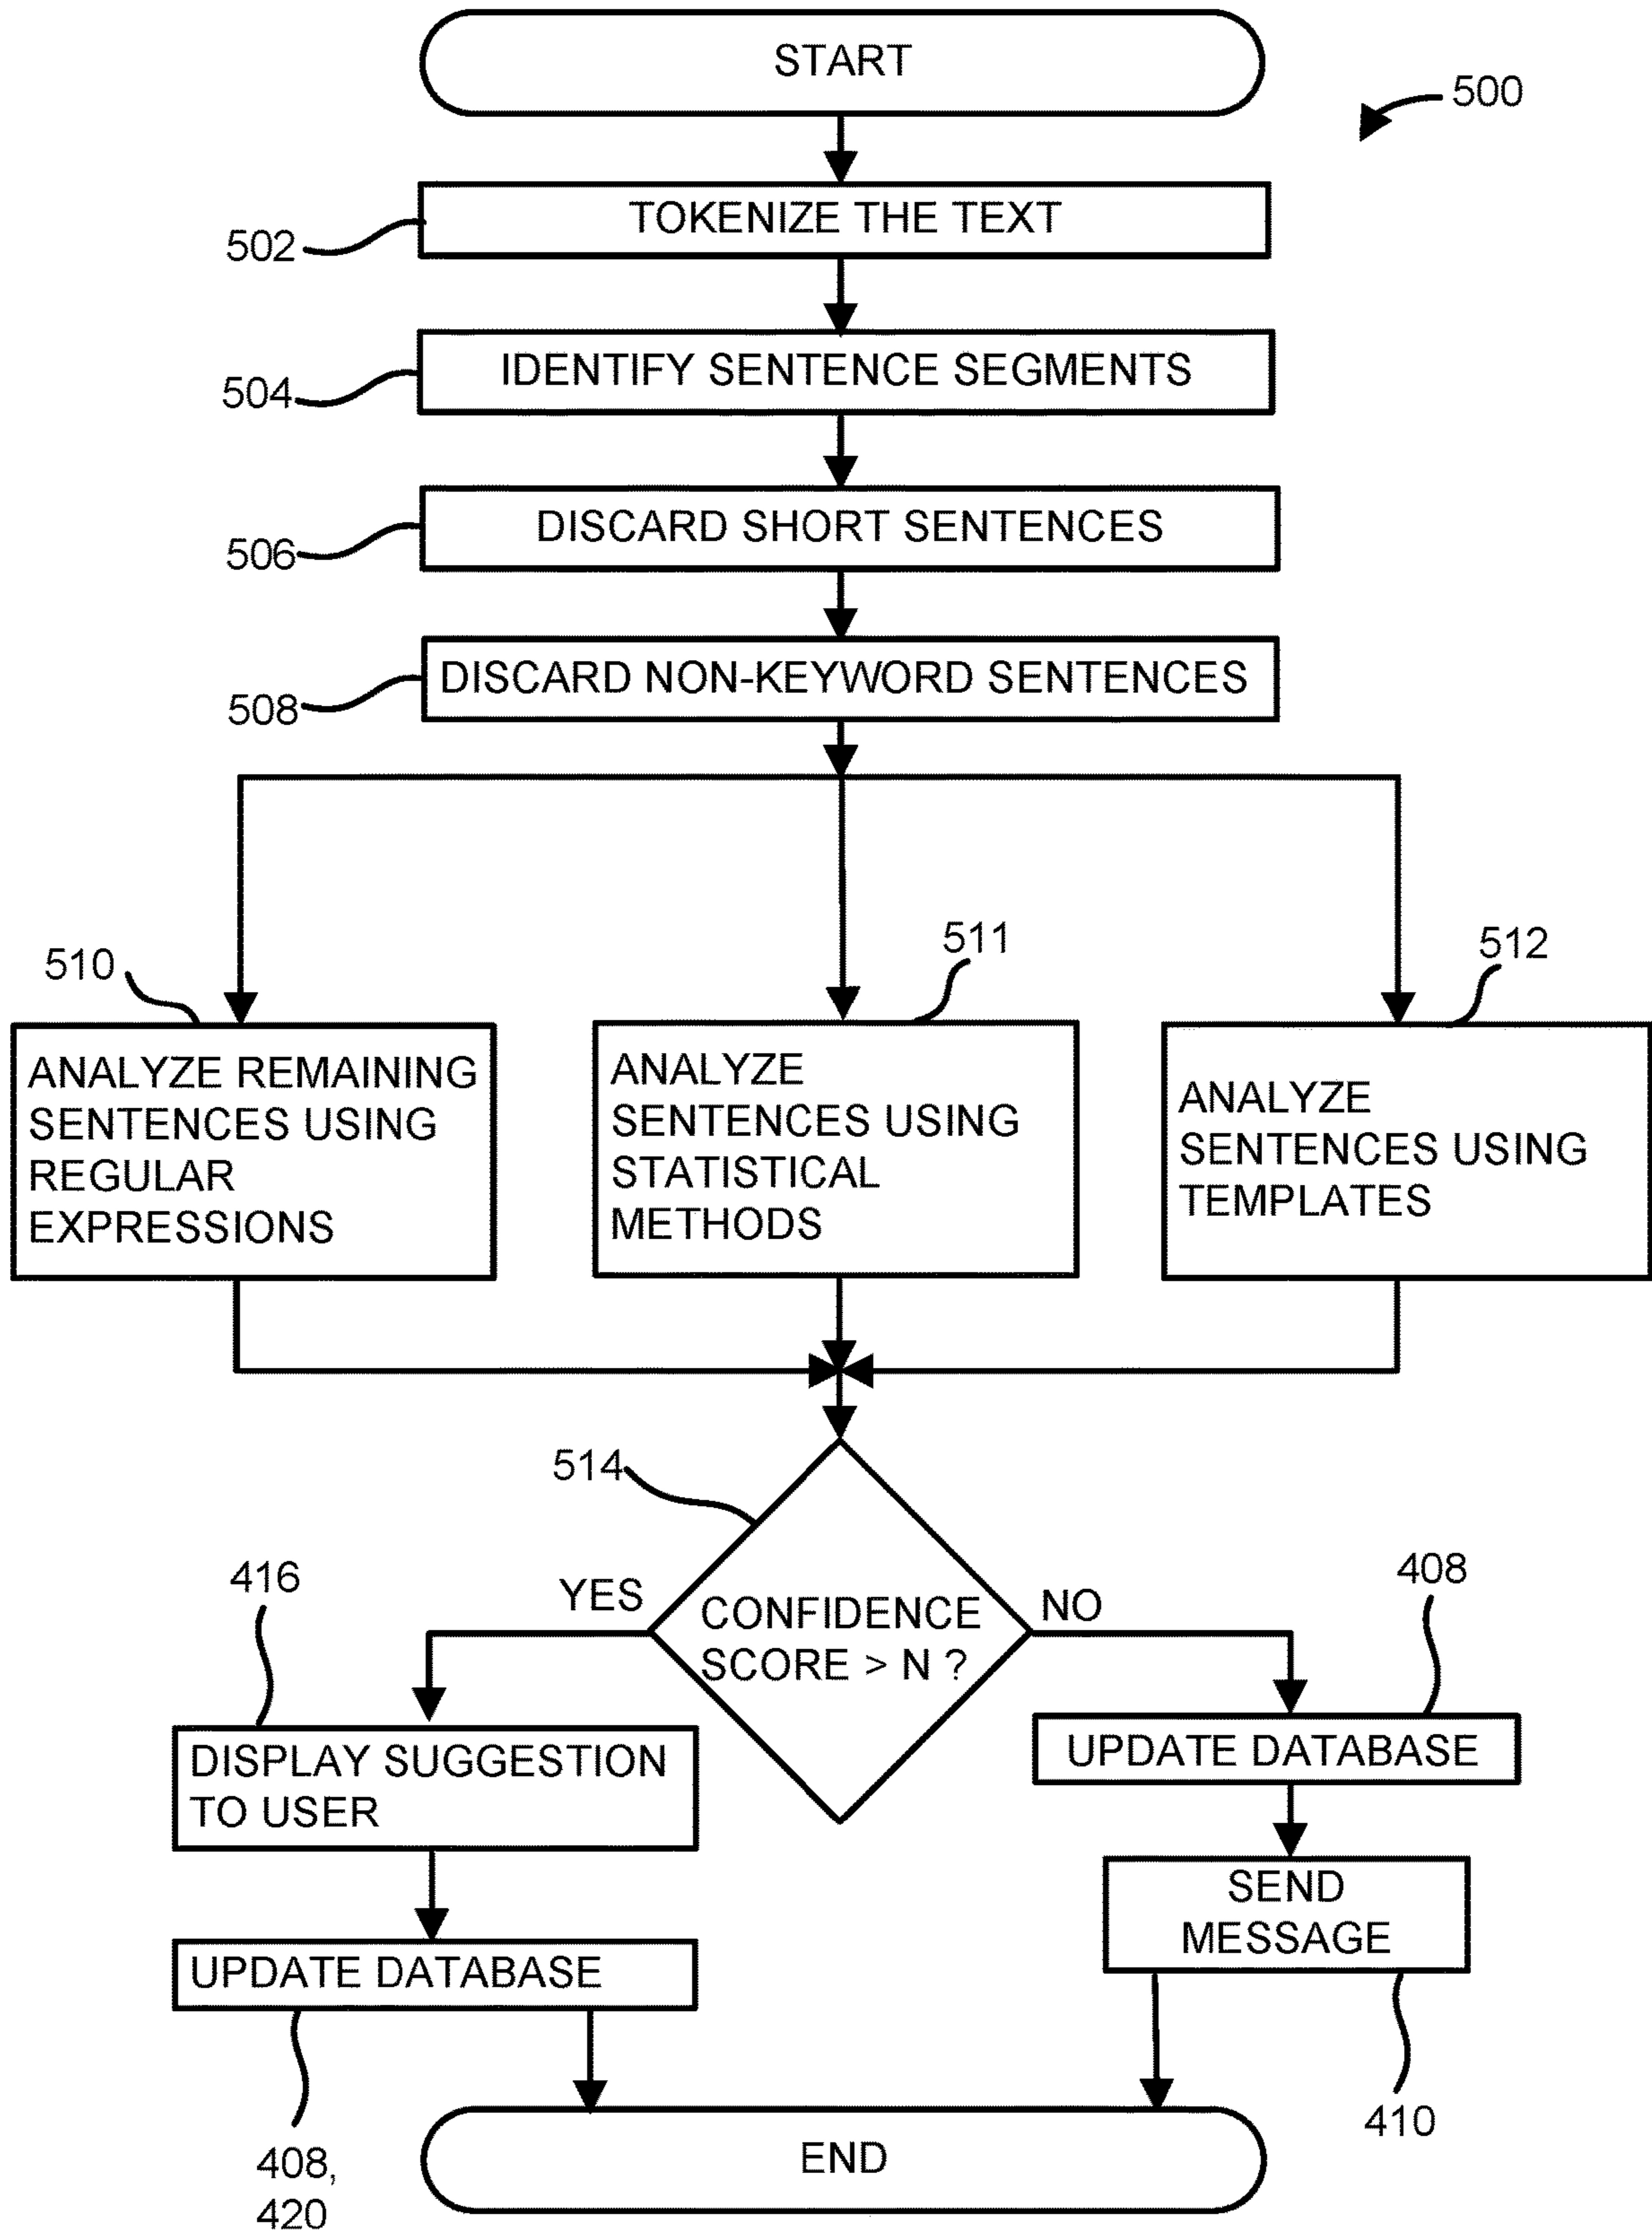 START
500
TOKENIZE THE TEXT
502
IDENTIFY SENTENCE SEGMENTS
504
DISCARD SHORT SENTENCES
506
DISCARD NON-KEYWORD SENTENCES
508
510
511
512
ANALYZE REMAINING
SENTENCES USING
REGULAR
EXPRESSIONS
ANALYZE
SENTENCES USING
STATISTICAL
METHODS
ANALYZE
SENTENCES USING
TEMPLATES
514
CONFIDENCE
SCORE > N ?
YES
NO
416
408
DISPLAY SUGGESTION
TO USER
UPDATE DATABASE
UPDATE DATABASE
SEND
MESSAGE
408,
420
410
END